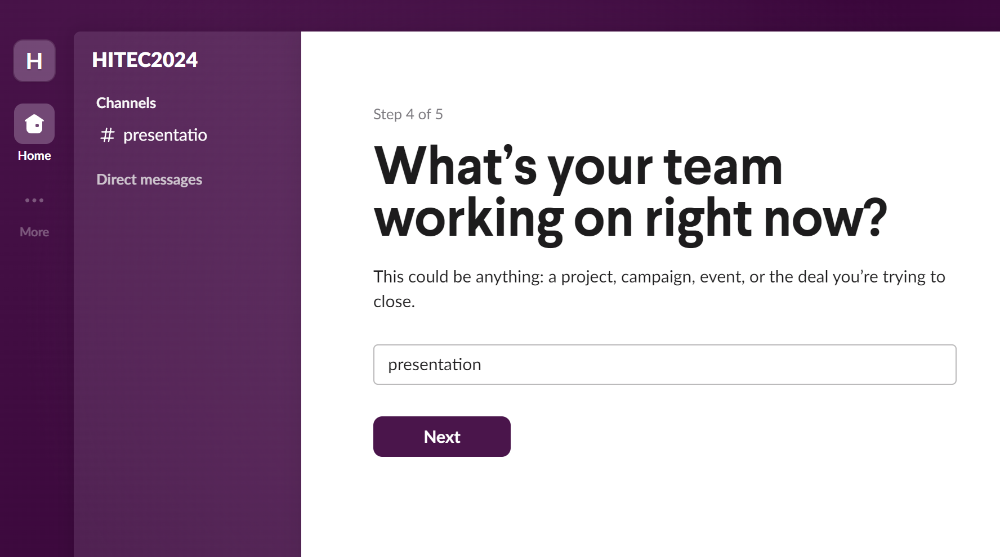 H
Home
More
HITEC2024
Channels
# presentatio
Direct messages
Step 4 of 5
What’s your team
working on right now?
This could be anything: a project, campaign, event, or the deal you’re trying to
close.
presentation
Next